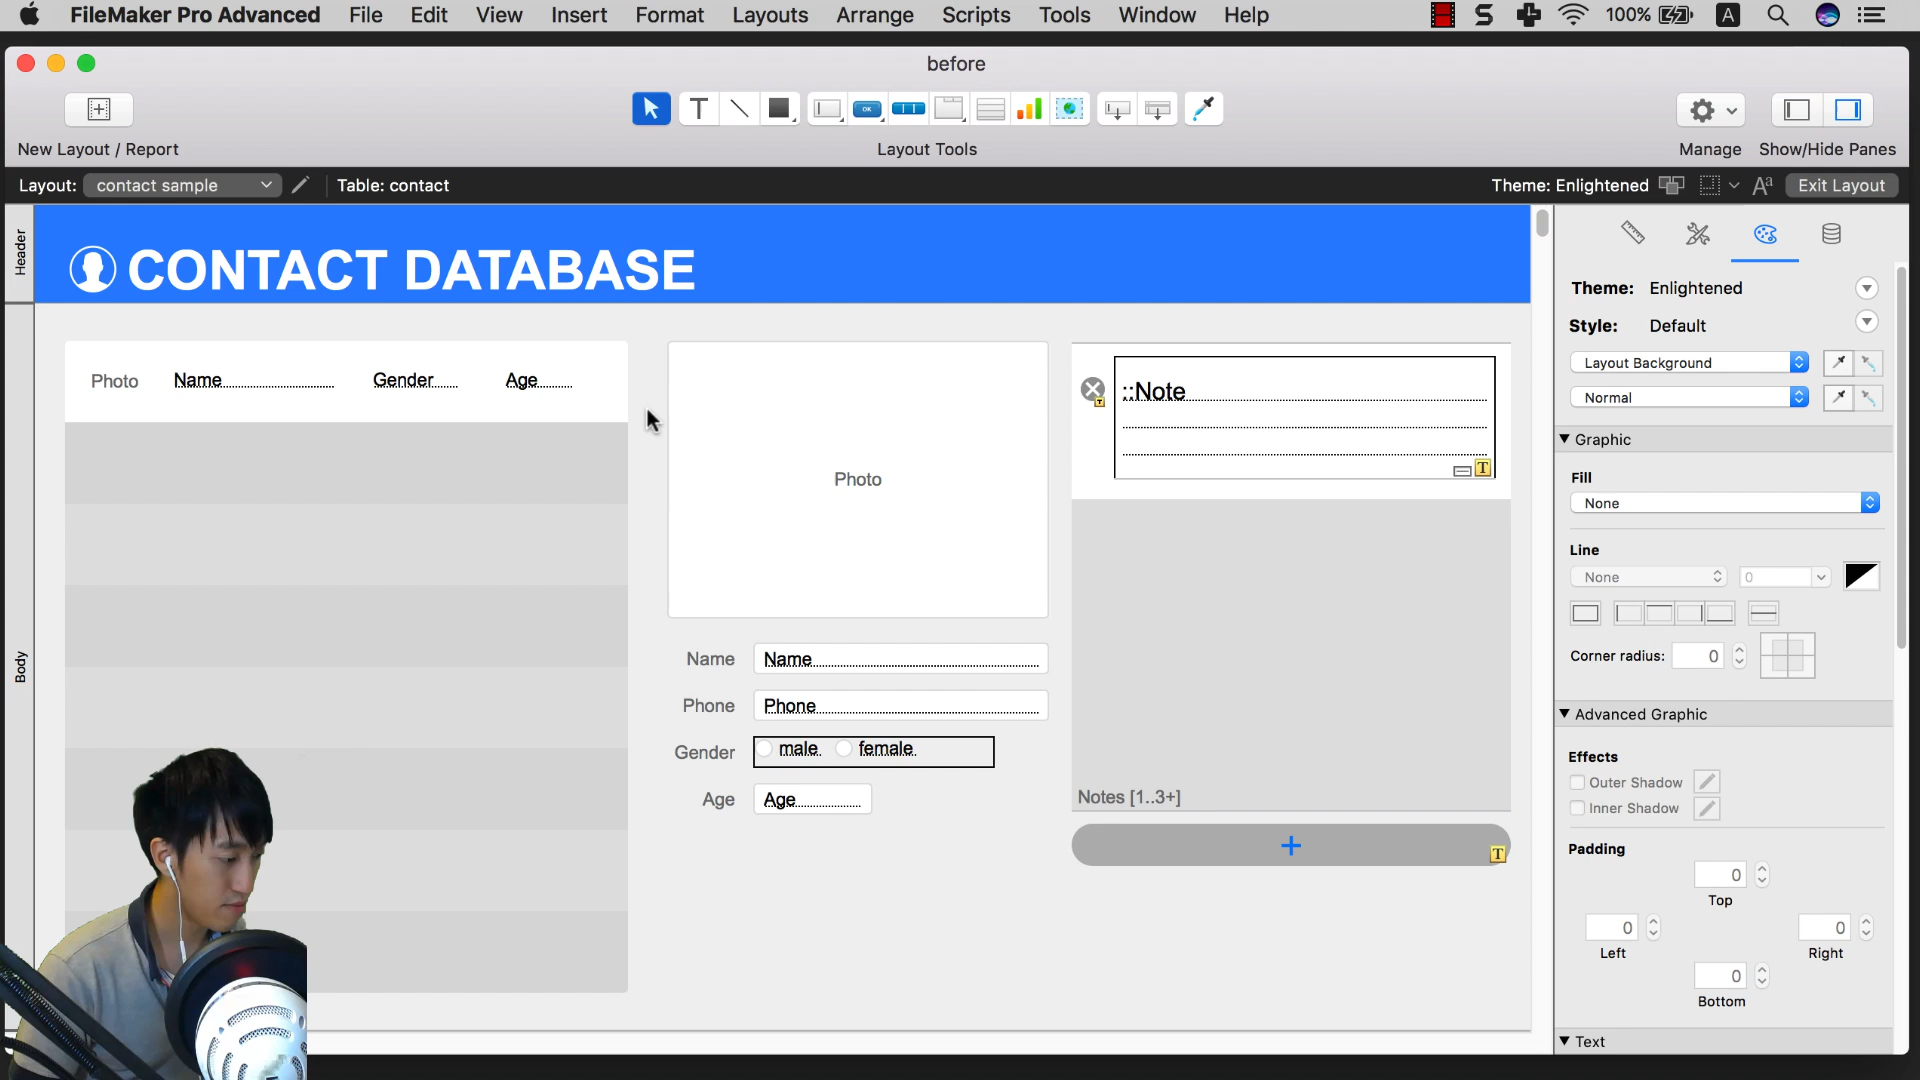 FileMaker Pro Advanced File Edit View Insert Format Layouts Arrange Scripts Tools Window Help S 100% A
before
T OK
New Layout / Report Layout Tools Manage Show/Hide Panes
Layout: contact sample Table: contact Theme: Enlightened Aa Exit Layout
Header
CONTACT DATABASE
Body
Photo Name Gender Age
Photo
Name Name
Phone Phone
Gender male female
Age Age
::Note
T
Notes [1..3+]
+
T
Theme: Enlightened
Style: Default
Layout Background
Normal
Graphic
Fill
None
Line
None 0
Corner radius: 0
Advanced Graphic
Effects
Outer Shadow
Inner Shadow
Padding
0
Top
0 0
Left Right
0
Bottom
Text